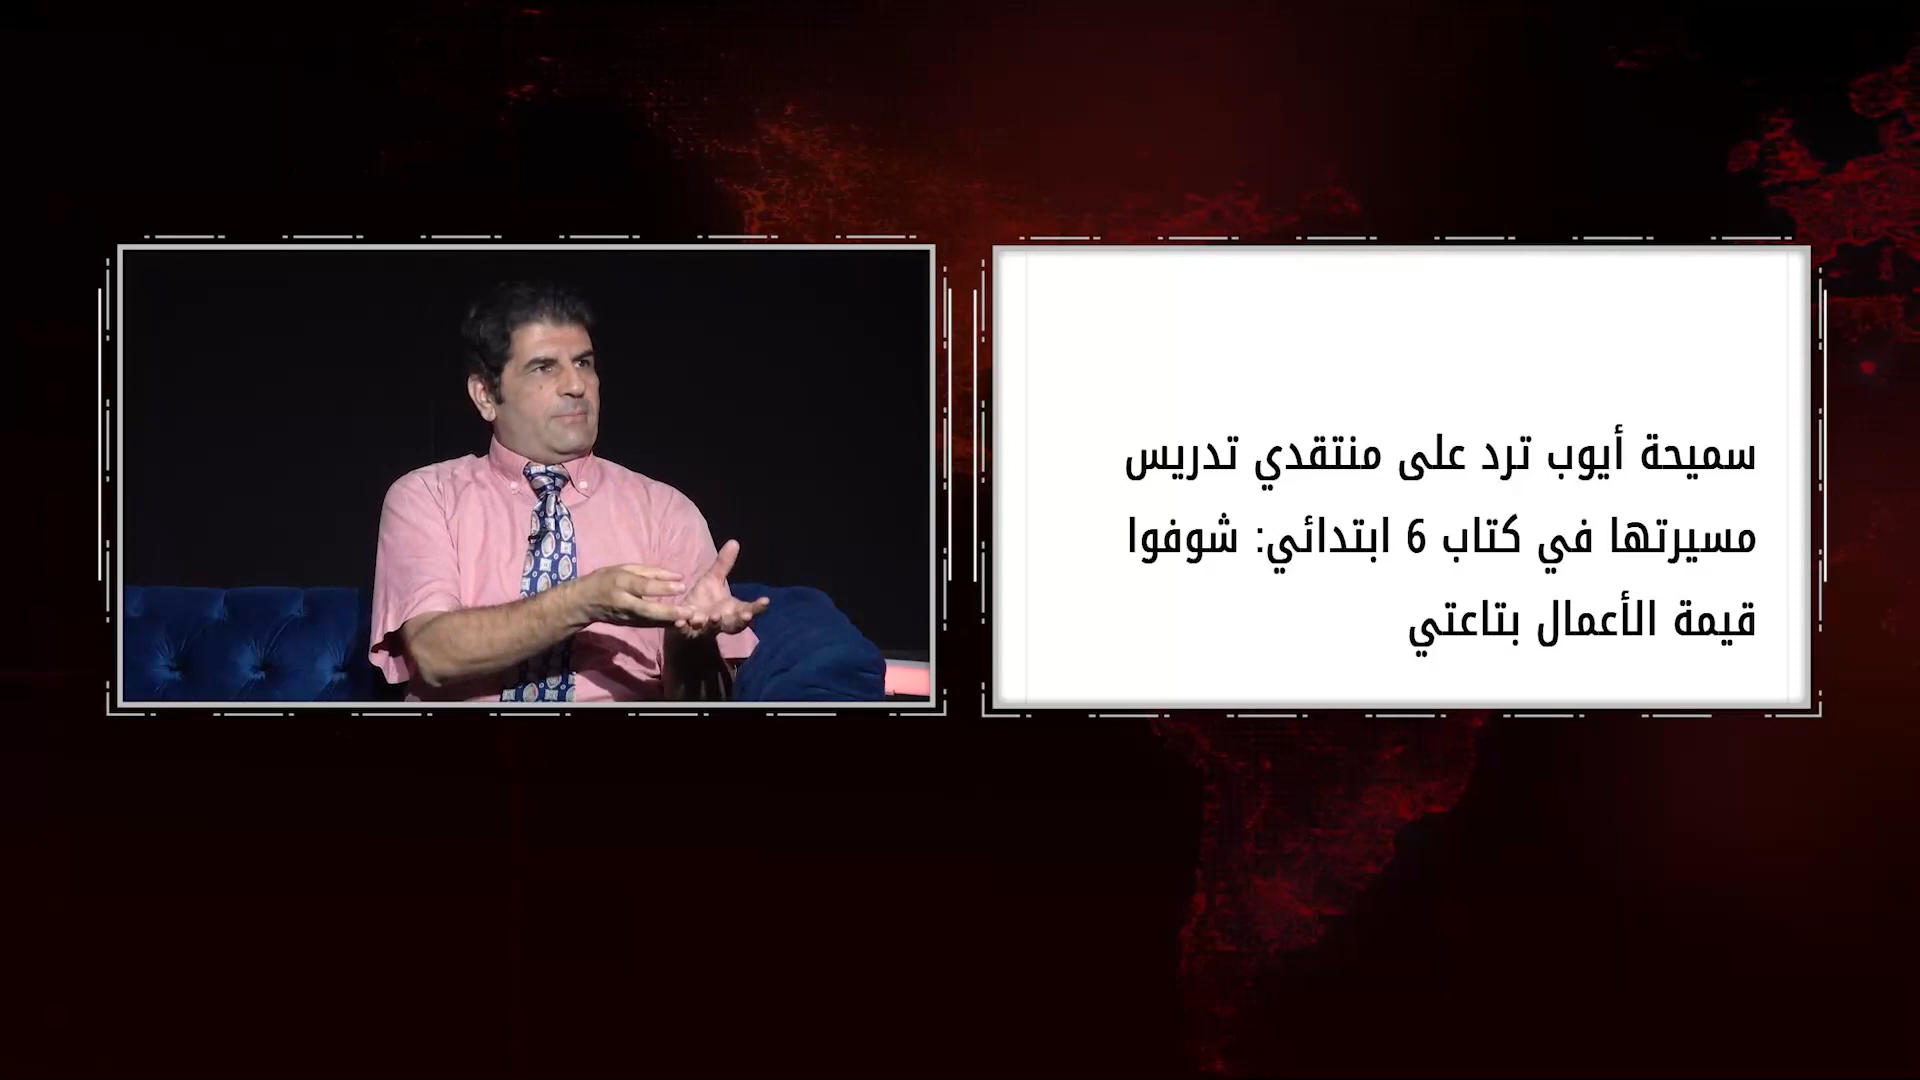 سميحة أيوب ترد على منتقدي تدريس
مسيرتها في كتاب 6 ابتدائي: شوفوا
قيمة الأعمال بتاعتي